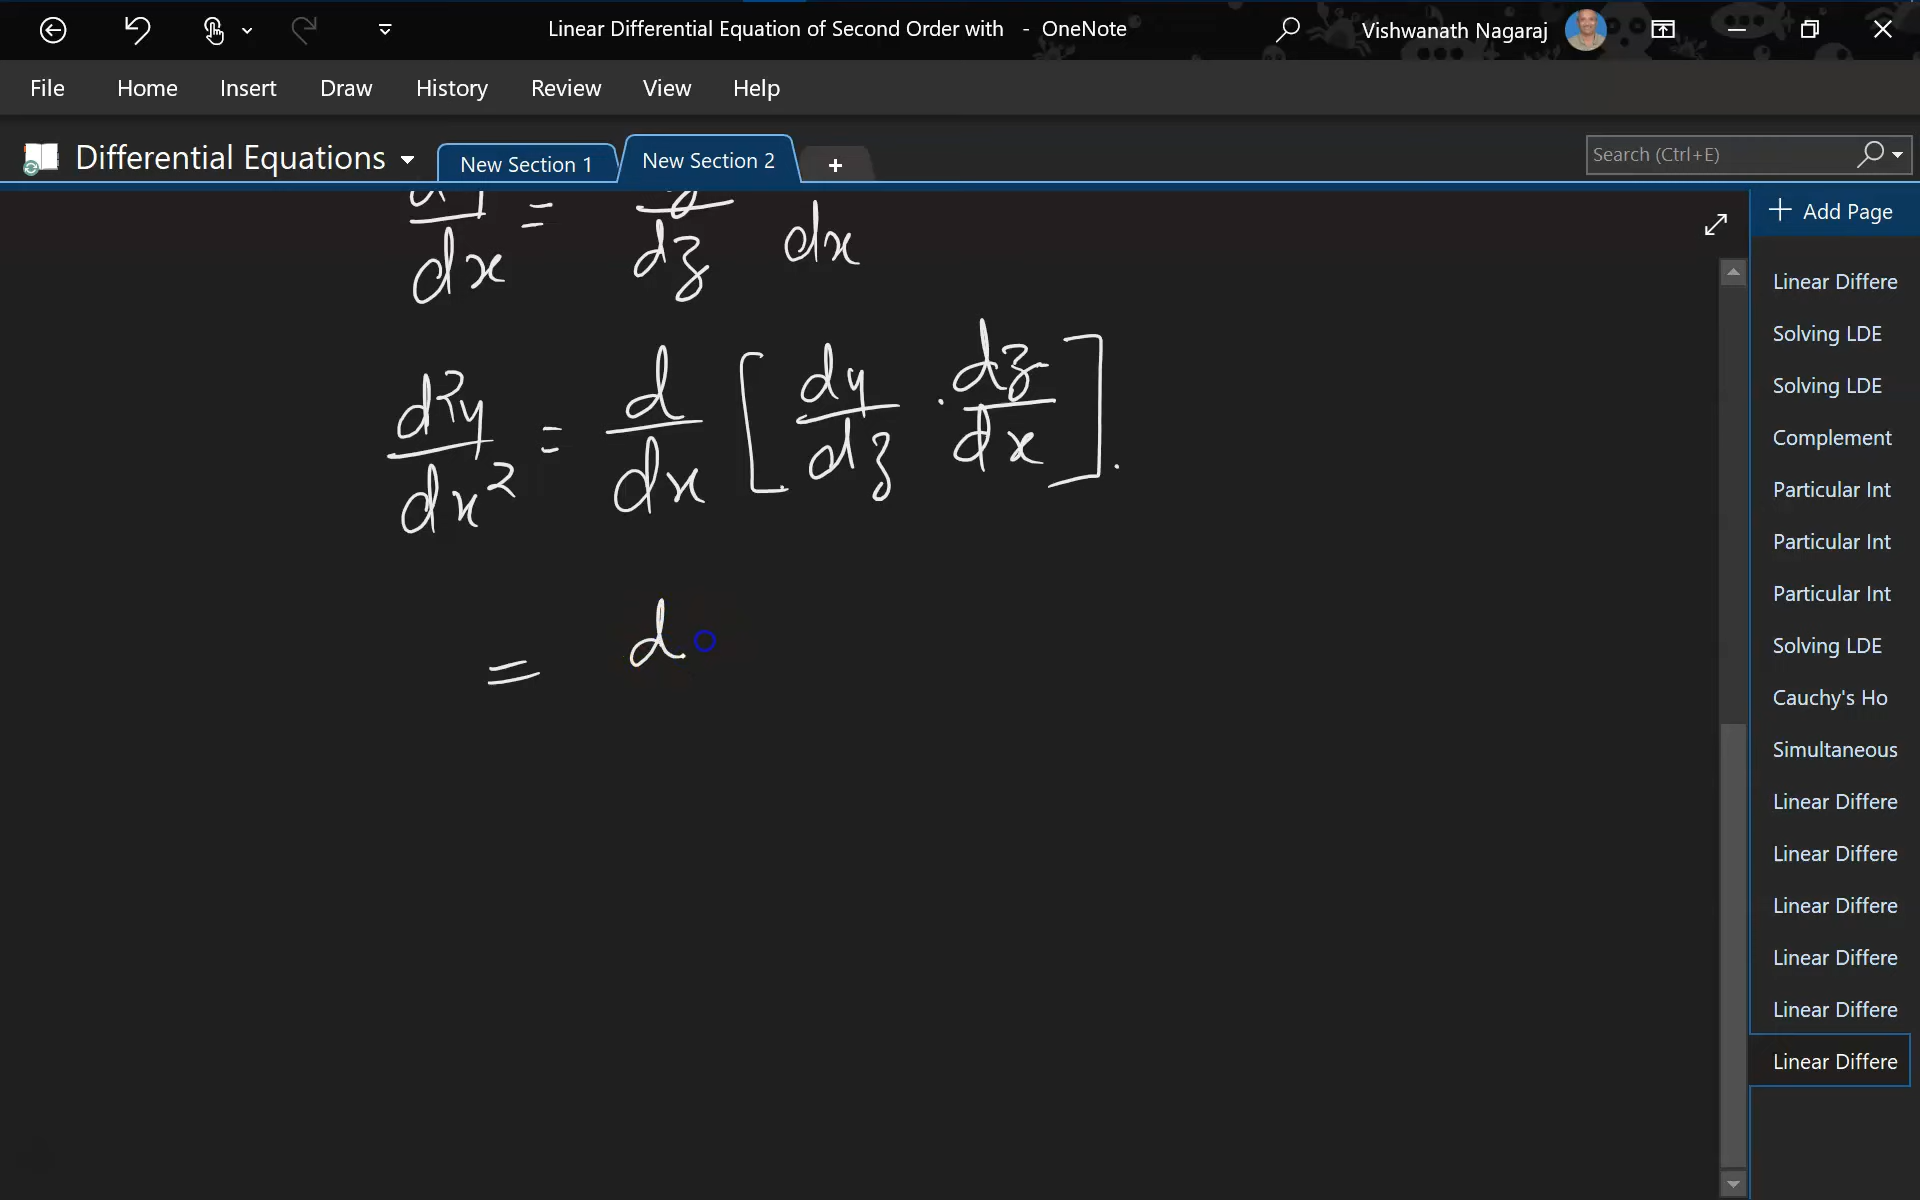 Linear Differential Equation of Second Order with - OneNote
Vishwanath Nagaraj
File Home Insert Draw History Review View Help
Differential Equations
New Section 1
New Section 2
+
Search (Ctrl+E)
dy/dx = dy/dz dx
d²y/dx² = d/dx [dy/dz · dz/dx].
= d
Add Page
Linear Differe
Solving LDE
Solving LDE
Complement
Particular Int
Particular Int
Particular Int
Solving LDE
Cauchy's Ho
Simultaneous
Linear Differe
Linear Differe
Linear Differe
Linear Differe
Linear Differe
Linear Differe